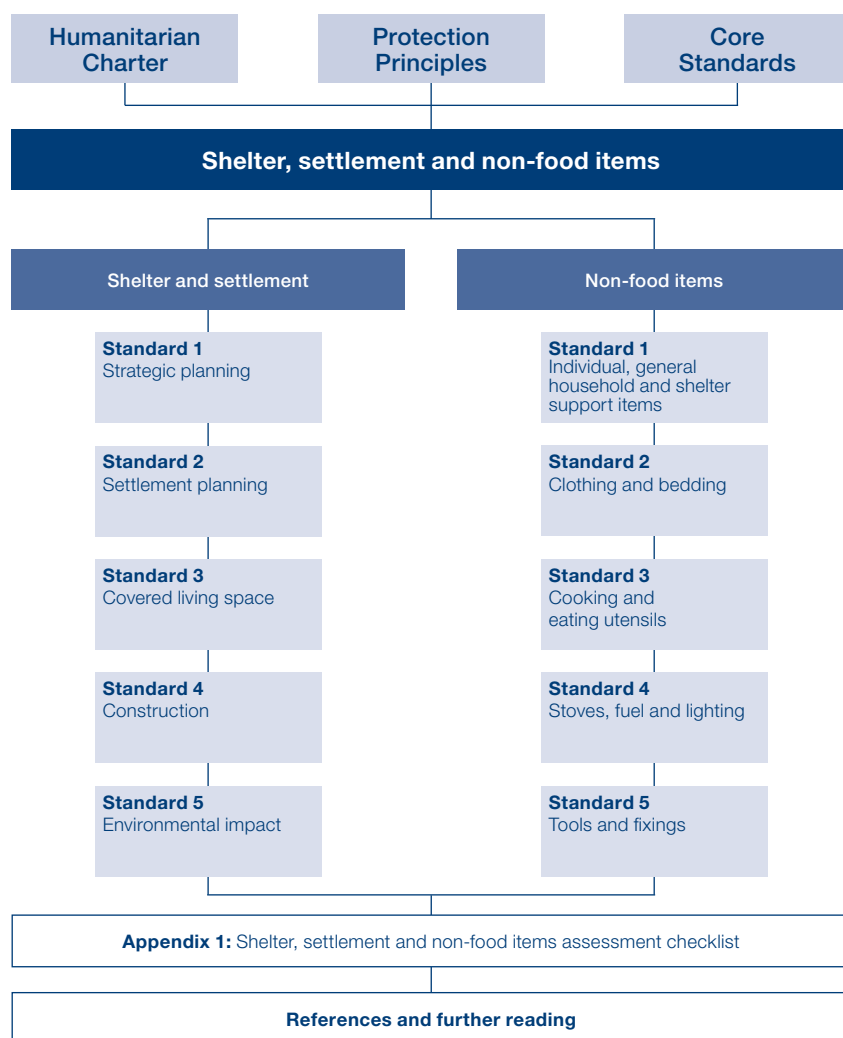 Humanitarian
Charter
Protection
Principles
Core
Standards
Shelter, settlement and non-food items
Shelter and settlement
Non-food items
Standard 1
Strategic planning
Standard 2
Settlement planning
Standard 3
Covered living space
Standard 4
Construction
Standard 5
Environmental impact
Standard 1
Individual, general
household and shelter
support items
Standard 2
Clothing and bedding
Standard 3
Cooking and
eating utensils
Standard 4
Stoves, fuel and lighting
Standard 5
Tools and fixings
Appendix 1: Shelter, settlement and non-food items assessment checklist
References and further reading